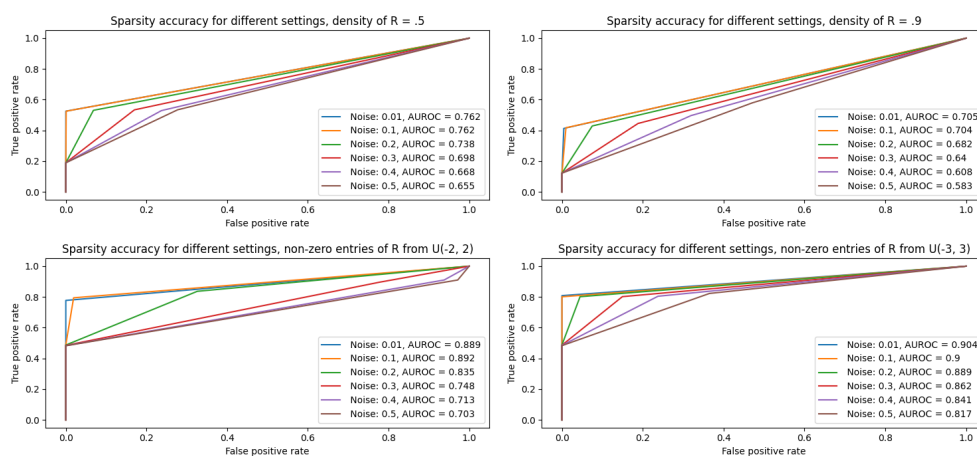 Sparsity accuracy for different settings, density of R = .5
True positive rate
1.0
0.8
0.6
0.4
0.2
0.0
Noise: 0.01, AUROC = 0.762
Noise: 0.1, AUROC = 0.762
Noise: 0.2, AUROC = 0.738
Noise: 0.3, AUROC = 0.698
Noise: 0.4, AUROC = 0.668
Noise: 0.5, AUROC = 0.655
0.0 0.2 0.4 0.6 0.8 1.0
False positive rate
Sparsity accuracy for different settings, density of R = .9
True positive rate
1.0
0.8
0.6
0.4
0.2
0.0
Noise: 0.01, AUROC = 0.705
Noise: 0.1, AUROC = 0.704
Noise: 0.2, AUROC = 0.682
Noise: 0.3, AUROC = 0.64
Noise: 0.4, AUROC = 0.608
Noise: 0.5, AUROC = 0.583
0.0 0.2 0.4 0.6 0.8 1.0
False positive rate
Sparsity accuracy for different settings, non-zero entries of R from U(-2, 2)
True positive rate
1.0
0.8
0.6
0.4
0.2
0.0
Noise: 0.01, AUROC = 0.889
Noise: 0.1, AUROC = 0.892
Noise: 0.2, AUROC = 0.835
Noise: 0.3, AUROC = 0.748
Noise: 0.4, AUROC = 0.713
Noise: 0.5, AUROC = 0.703
0.0 0.2 0.4 0.6 0.8 1.0
False positive rate
Sparsity accuracy for different settings, non-zero entries of R from U(-3, 3)
True positive rate
1.0
0.8
0.6
0.4
0.2
0.0
Noise: 0.01, AUROC = 0.904
Noise: 0.1, AUROC = 0.9
Noise: 0.2, AUROC = 0.889
Noise: 0.3, AUROC = 0.862
Noise: 0.4, AUROC = 0.841
Noise: 0.5, AUROC = 0.817
0.0 0.2 0.4 0.6 0.8 1.0
False positive rate